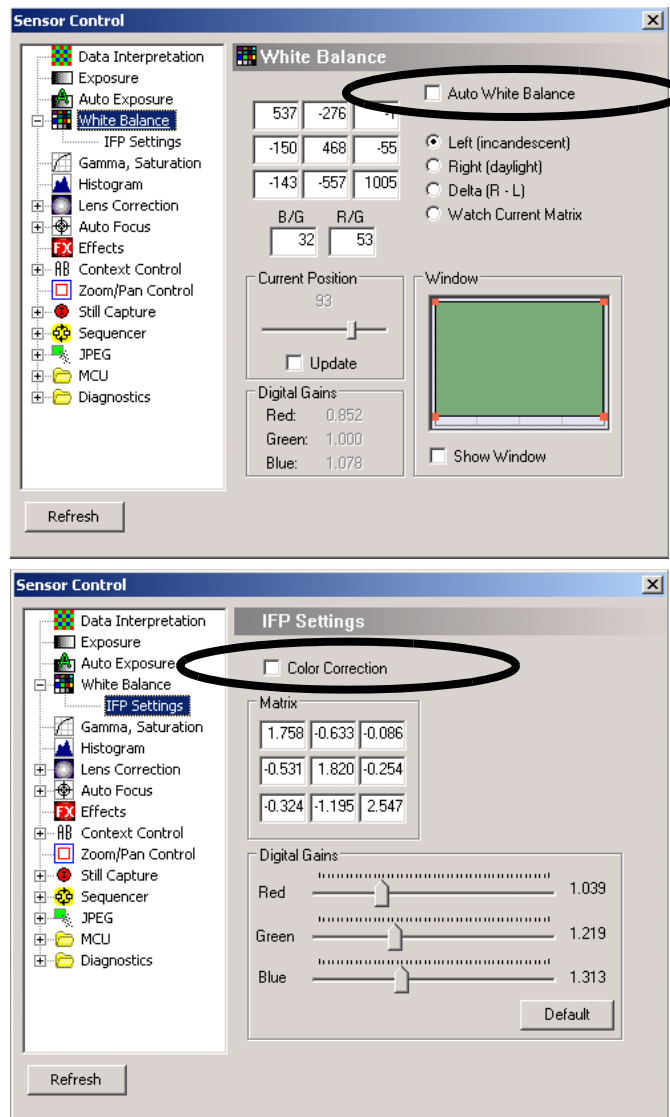 Sensor Control
Data Interpretation
Exposure
Auto Exposure
White Balance
IFP Settings
Gamma, Saturation
Histogram
Lens Correction
Auto Focus
FX Effects
AB Context Control
Zoom/Pan Control
Still Capture
Sequencer
JPEG
MCU
Diagnostics
Refresh
White Balance
Auto White Balance
537 -276 -1
-150 468 -55
-143 -557 1005
B/G R/G
32 53
Left (incandescent)
Right (daylight)
Delta (R - L)
Watch Current Matrix
Current Position
93
Update
Digital Gains
Red: 0.852
Green: 1.000
Blue: 1.078
Window
Show Window
Sensor Control
Data Interpretation
Exposure
Auto Exposure
White Balance
IFP Settings
Gamma, Saturation
Histogram
Lens Correction
Auto Focus
FX Effects
AB Context Control
Zoom/Pan Control
Still Capture
Sequencer
JPEG
MCU
Diagnostics
Refresh
IFP Settings
Color Correction
Matrix
1.758 -0.633 -0.086
-0.531 1.820 -0.254
-0.324 -1.195 2.547
Digital Gains
Red 1.039
Green 1.219
Blue 1.313
Default